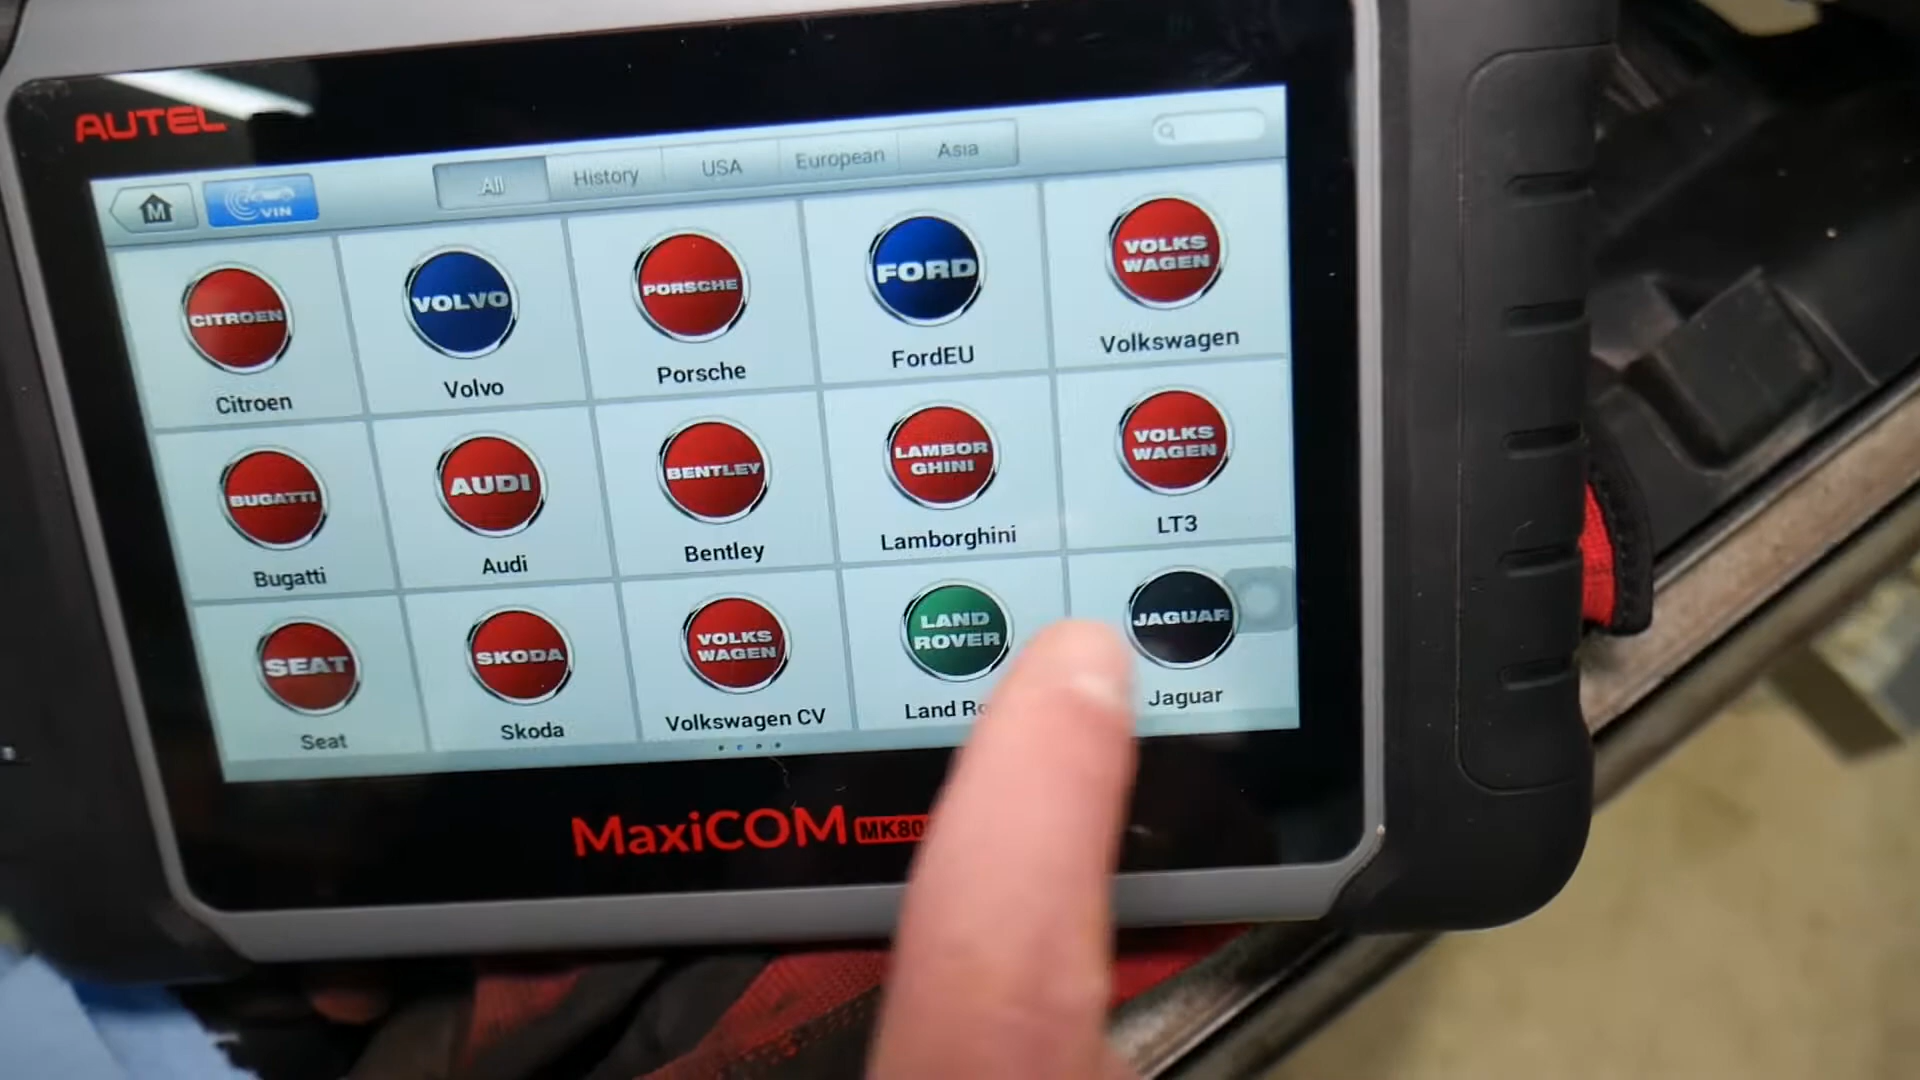 AUTEL
M
VIN
All
History
USA
European
Asia
CITROEN
VOLVO
PORSCHE
FORD
VOLKS
WAGEN
Citroen
Volvo
Porsche
FordEU
Volkswagen
BUGATTI
AUDI
BENTLEY
LAMBOR
GHINI
VOLKS
WAGEN
Bugatti
Audi
Bentley
Lamborghini
LT3
SEAT
SKODA
VOLKS
WAGEN
LAND
ROVER
JAGUAR
Seat
Skoda
Volkswagen CV
Land
Jaguar
MaxiCOM